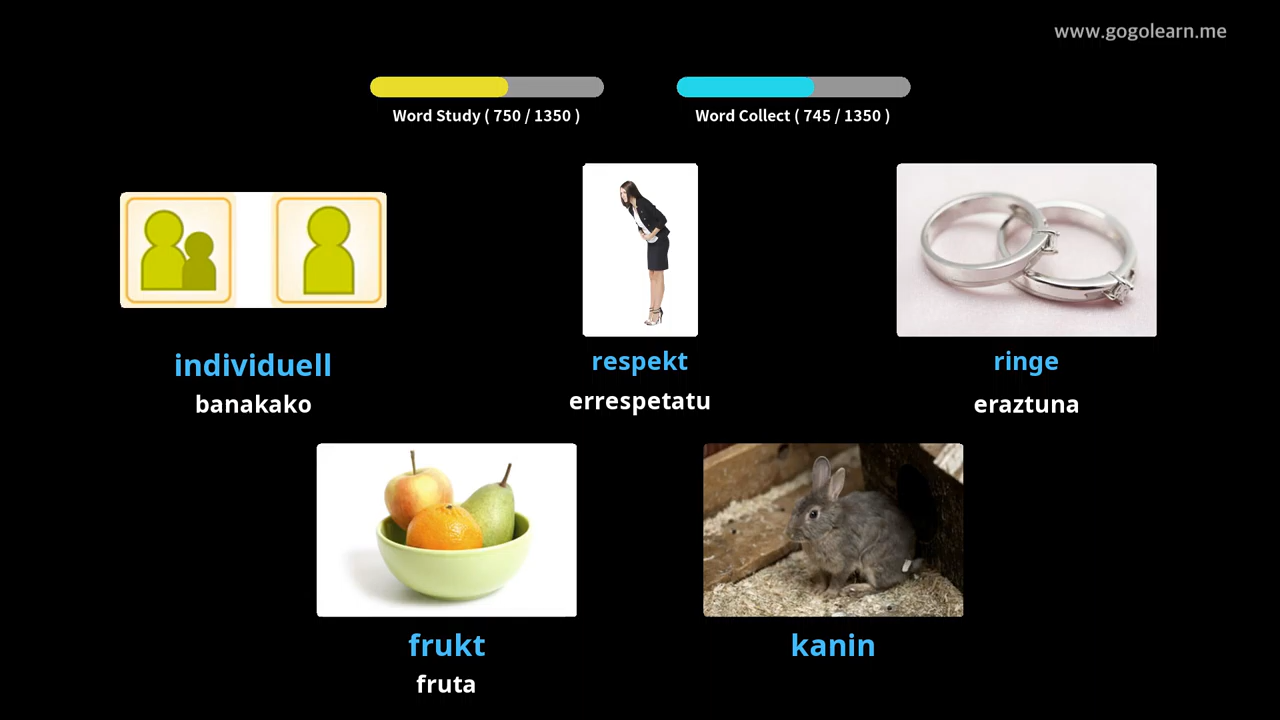 www.gogolearn.me
Word Study ( 750 / 1350 )
Word Collect ( 745 / 1350 )
individuell
banakako
respekt
errespetatu
ringe
eraztuna
frukt
fruta
kanin